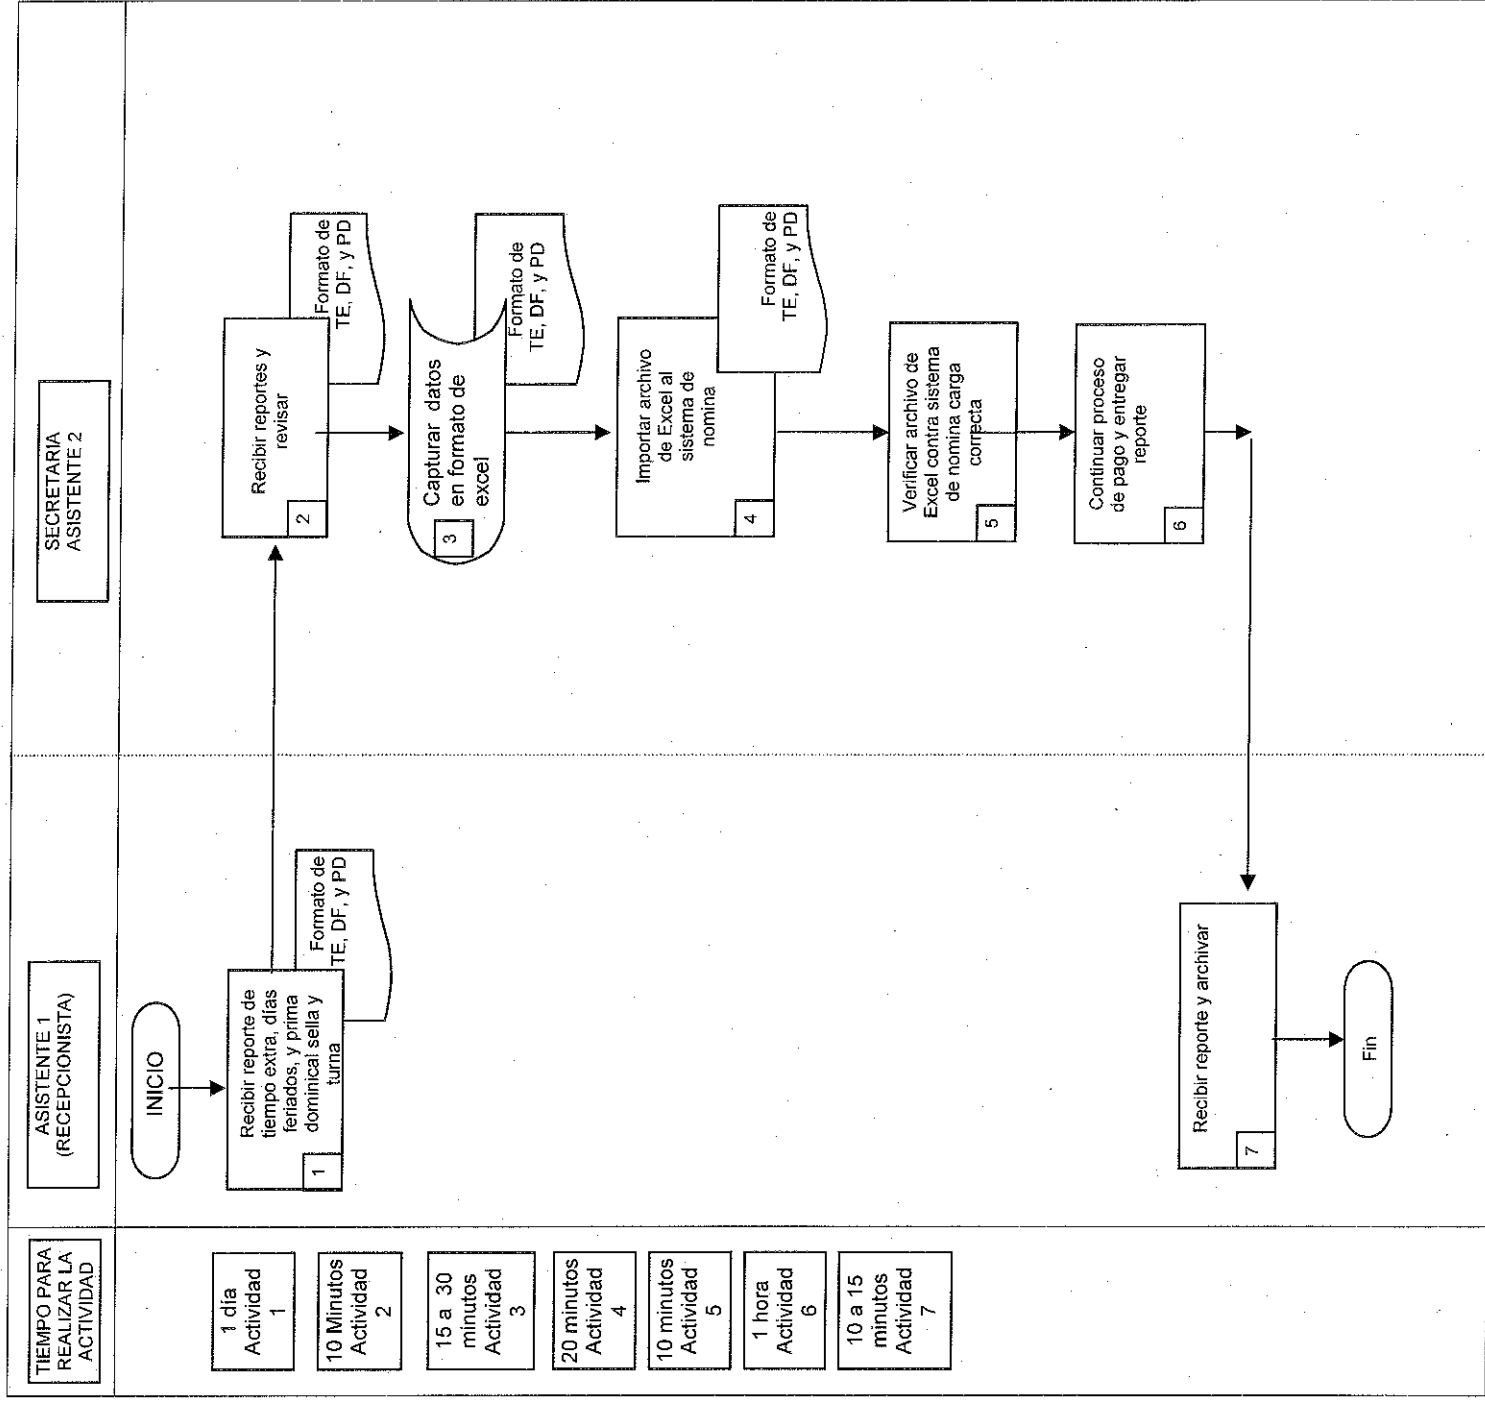 TIEMPO PARA
REALIZAR LA
ACTIVIDAD
ASISTENTE 1
(RECEPCIONISTA)
SECRETARIA
ASISTENTE 2
1 día
Actividad
1
10 Minutos
Actividad
2
15 a 30
minutos
Actividad
3
20 minutos
Actividad
4
10 minutos
Actividad
5
1 hora
Actividad
6
10 a 15
minutos
Actividad
7
INICIO
Recibir reporte de
tiempo extra, días
feriados, y prima
dominical sella y
turna
1
Formato de
TE, DF, y PD
Recibir reportes y
revisar
2
Formato de
TE, DF, y PD
Capturar datos
en formato de
excel
3
Formato de
TE, DF, y PD
Importar archivo
de Excel al
sistema de
nomina
4
Formato de
TE, DF, y PD
Verificar archivo de
Excel contra sistema
de nomina carga
correcta
5
Continuar proceso
de pago y entregar
reporte
6
Recibir reporte y archivar
7
Fin